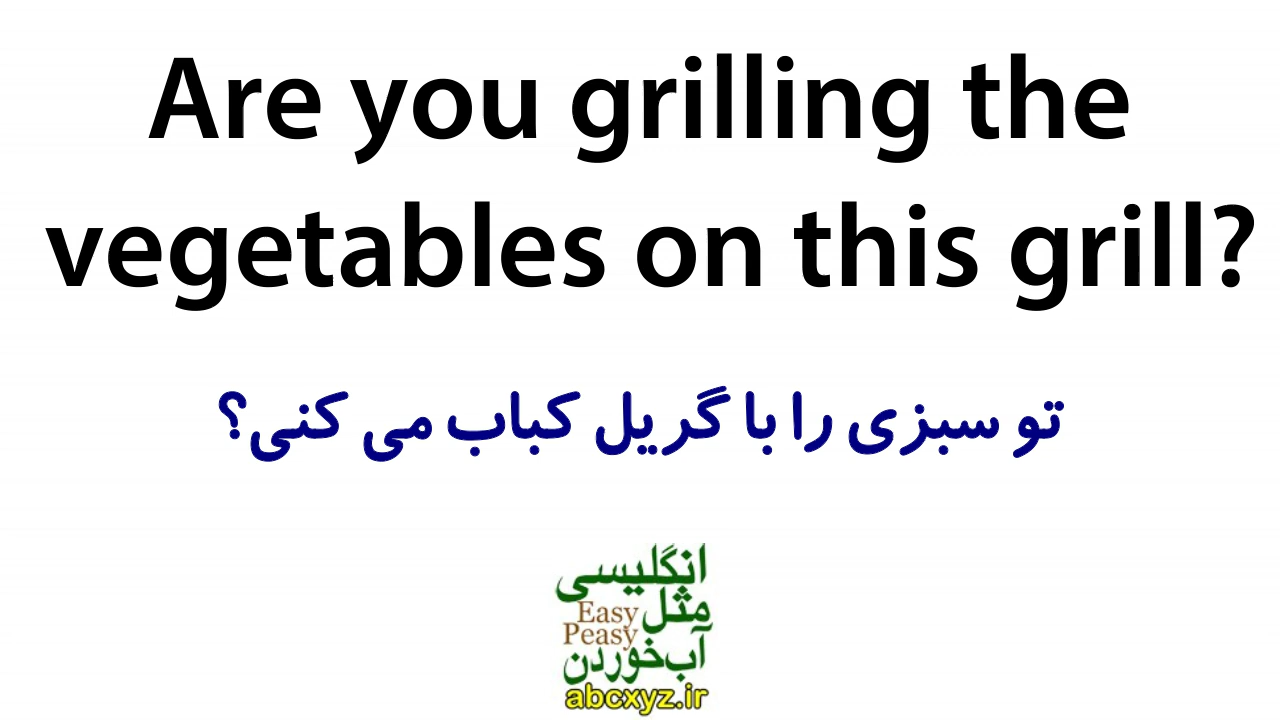 Are you grilling the
vegetables on this grill?
تو سبزی را با گریل کباب می کنی؟
انگلیسی
مثل
Easy
Peasy
آب‌خوردن
abcxyz.ir